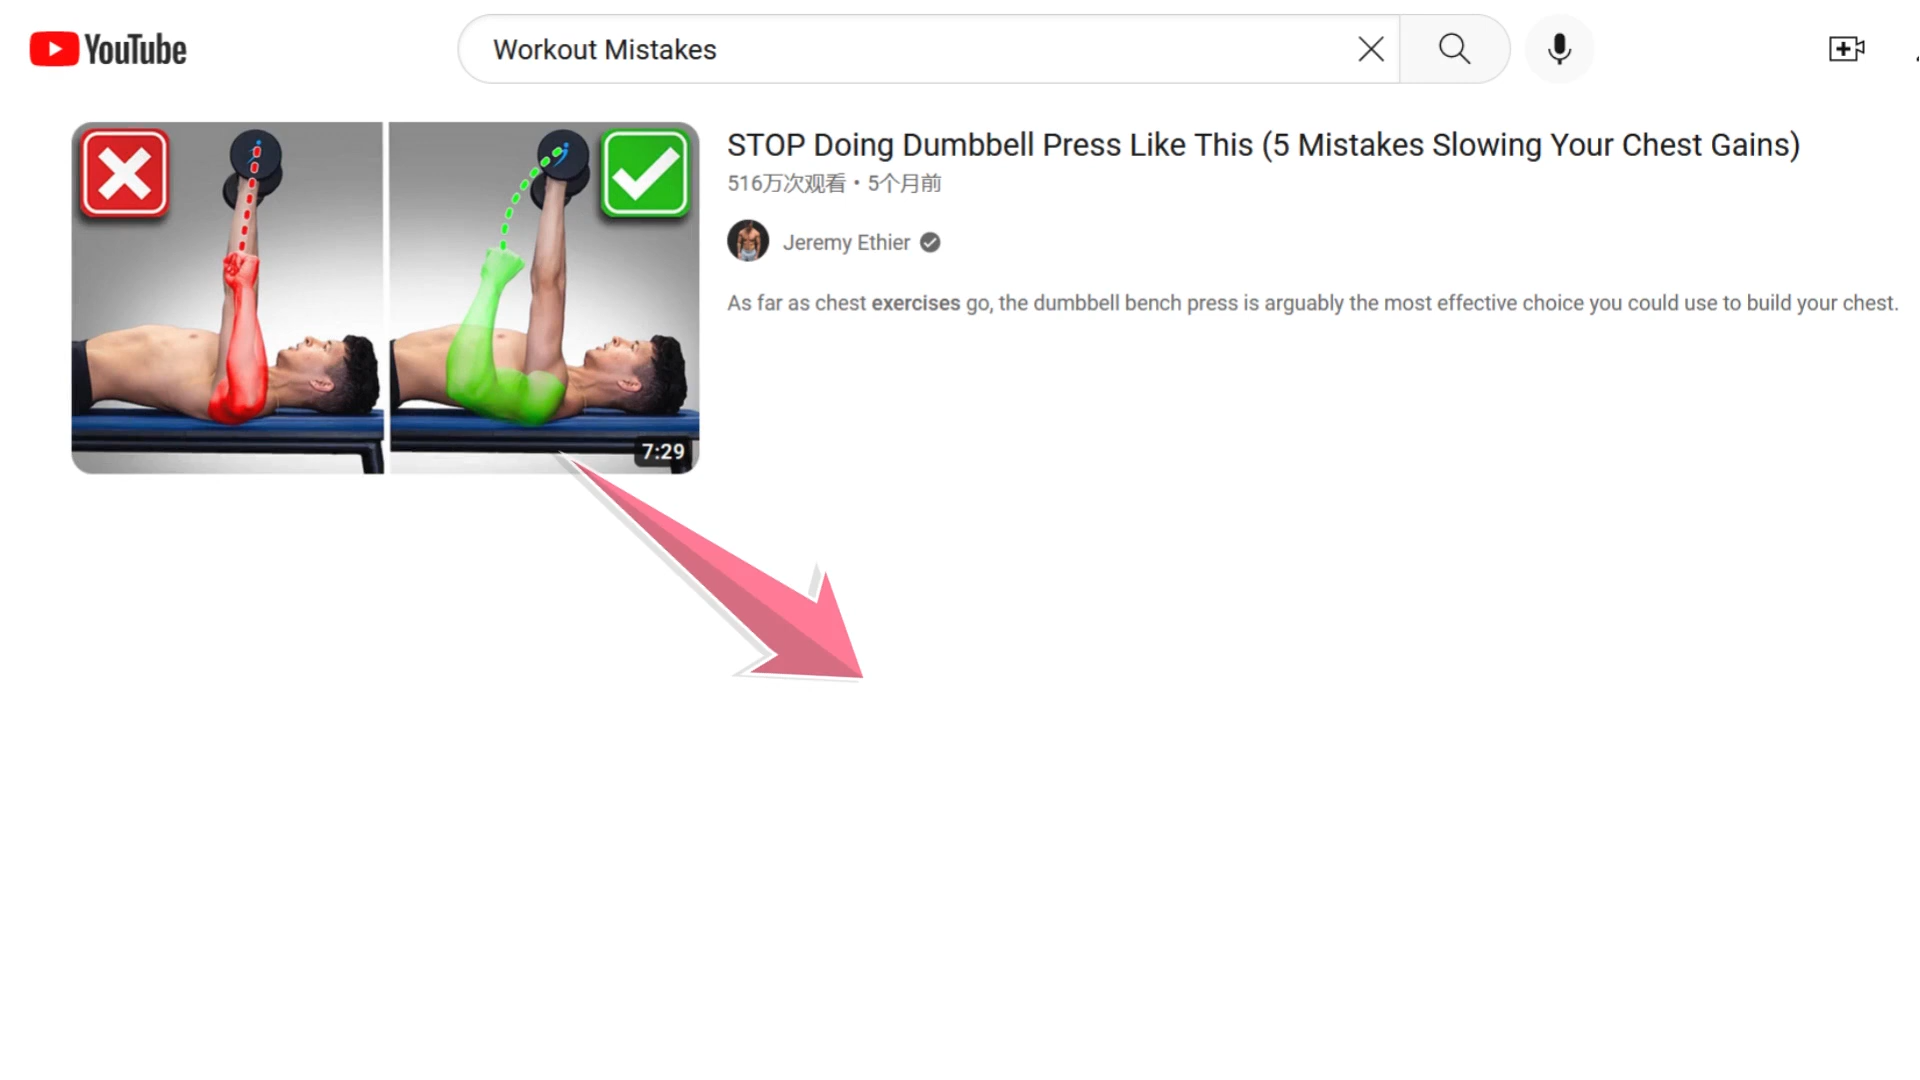 YouTube
Workout Mistakes
STOP Doing Dumbbell Press Like This (5 Mistakes Slowing Your Chest Gains)
516万次观看 • 5个月前
Jeremy Ethier
As far as chest exercises go, the dumbbell bench press is arguably the most effective choice you could use to build your chest.
7:29